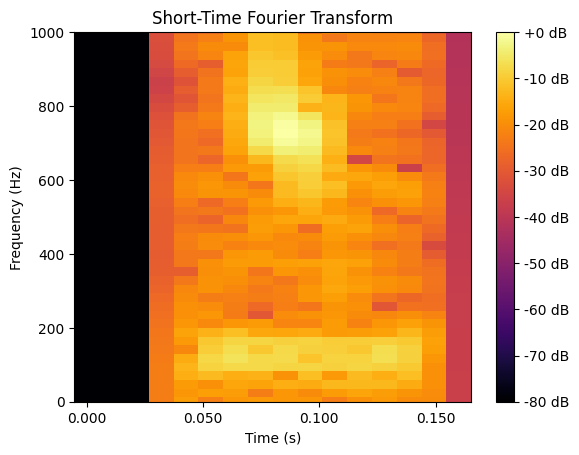 Short-Time Fourier Transform
1000
800
600
400
200
0
Frequency (Hz)
0.000
0.050
0.100
0.150
Time (s)
+0 dB
-10 dB
-20 dB
-30 dB
-40 dB
-50 dB
-60 dB
-70 dB
-80 dB